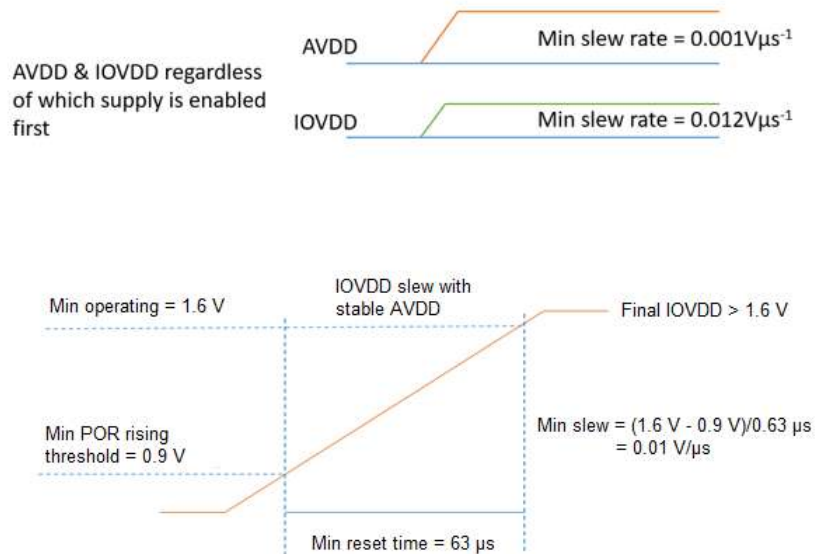 AVDD & IOVDD regardless
of which supply is enabled
first
AVDD
Min slew rate = 0.001Vµs⁻¹
IOVDD
Min slew rate = 0.012Vµs⁻¹
Min operating = 1.6 V
IOVDD slew with
stable AVDD
Final IOVDD > 1.6 V
Min POR rising
threshold = 0.9 V
Min slew = (1.6 V - 0.9 V)/0.63 µs
= 0.01 V/µs
Min reset time = 63 µs